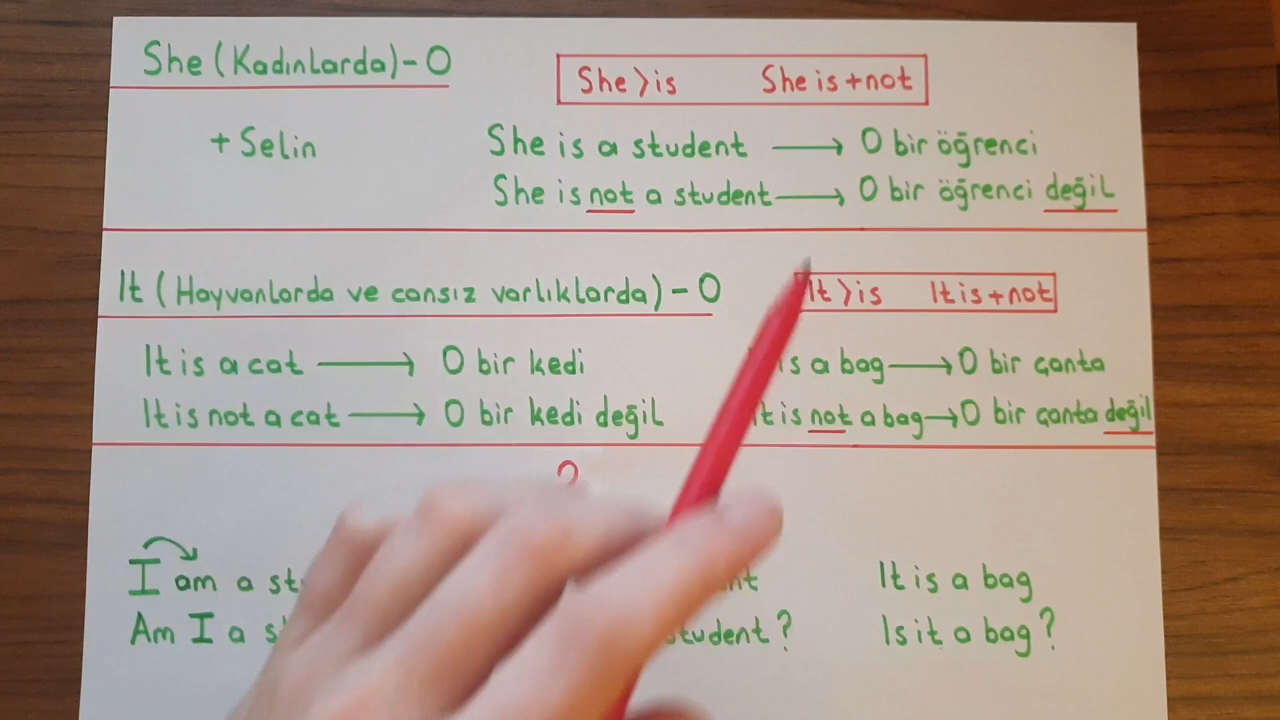 She (Kadınlarda) - O
She > is She is + not
+ Selin
She is a student → O bir öğrenci
She is not a student → O bir öğrenci değil
It (Hayvanlarda ve cansız varlıklarda) - O
It > is It is + not
It is a cat → O bir kedi
is a bag → O bir çanta
It is not a cat → O bir kedi değil
It is not a bag → O bir çanta değil
?
I am a
It is a bag
Am I a
student?
Is it a bag?